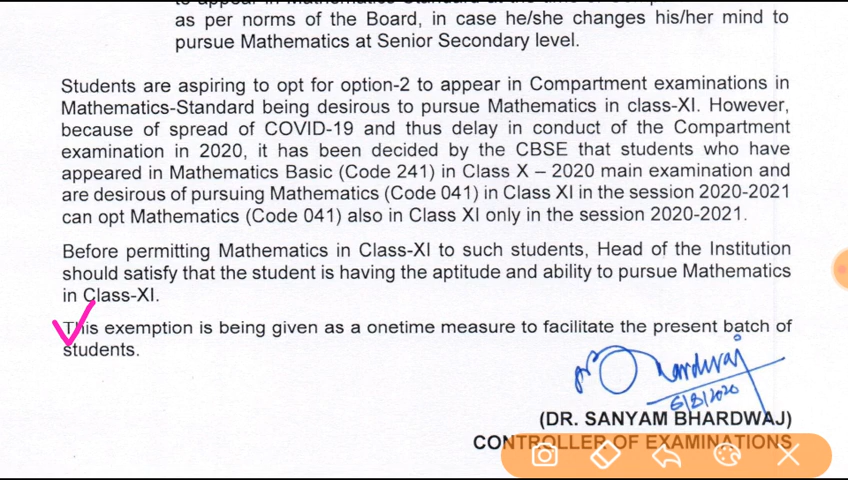 as per norms of the Board, in case he/she changes his/her mind to
pursue Mathematics at Senior Secondary level.
Students are aspiring to opt for option-2 to appear in Compartment examinations in
Mathematics-Standard being desirous to pursue Mathematics in class-XI. However,
because of spread of COVID-19 and thus delay in conduct of the Compartment
examination in 2020, it has been decided by the CBSE that students who have
appeared in Mathematics Basic (Code 241) in Class X – 2020 main examination and
are desirous of pursuing Mathematics (Code 041) in Class XI in the session 2020-2021
can opt Mathematics (Code 041) also in Class XI only in the session 2020-2021.
Before permitting Mathematics in Class-XI to such students, Head of the Institution
should satisfy that the student is having the aptitude and ability to pursue Mathematics
in Class-XI.
This exemption is being given as a onetime measure to facilitate the present batch of
students.
6/8/2020
(DR. SANYAM BHARDWAJ)
CONTROLLER OF EXAMINATIONS